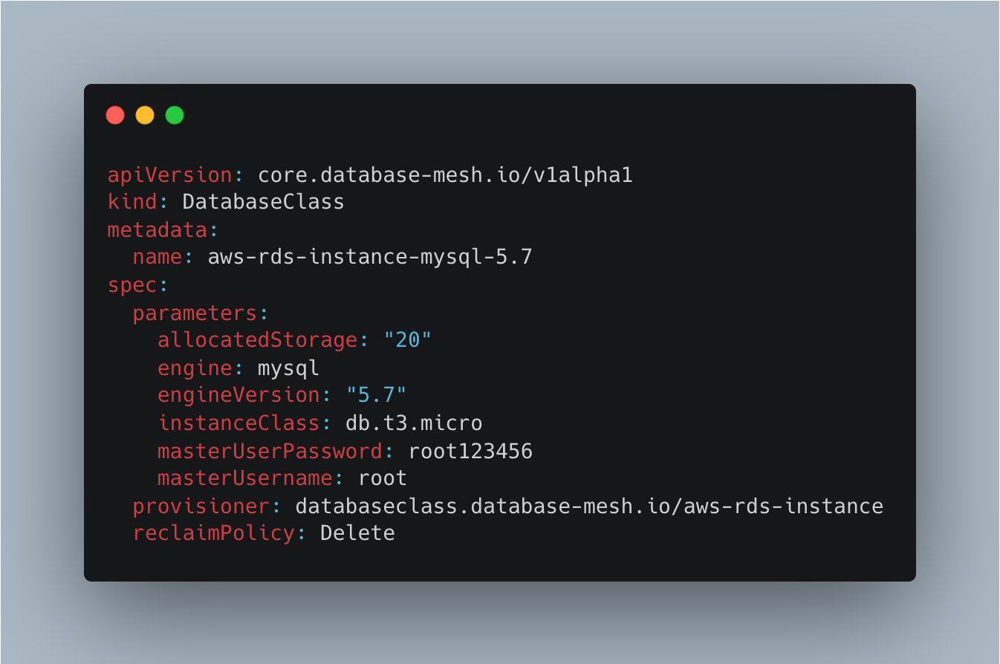 apiVersion: core.database-mesh.io/v1alpha1
kind: DatabaseClass
metadata:
  name: aws-rds-instance-mysql-5.7
spec:
  parameters:
    allocatedStorage: "20"
    engine: mysql
    engineVersion: "5.7"
    instanceClass: db.t3.micro
    masterUserPassword: root123456
    masterUsername: root
  provisioner: databaseclass.database-mesh.io/aws-rds-instance
  reclaimPolicy: Delete